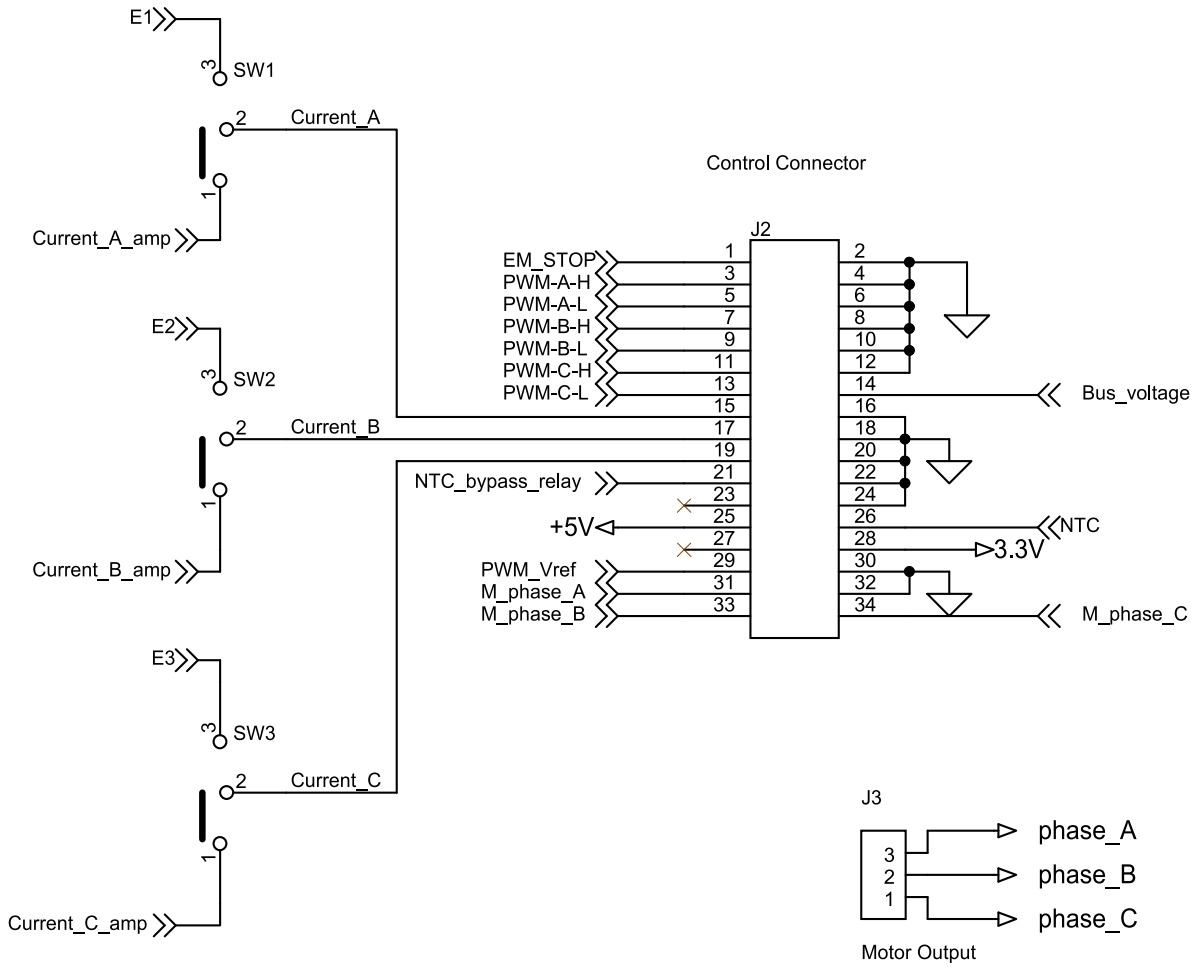 E1
3
SW1
2
Current_A
1
Current_A_amp
E2
3
SW2
2
Current_B
1
Current_B_amp
E3
3
SW3
2
Current_C
1
Current_C_amp
Control Connector
J2
EM_STOP 1 2
PWM-A-H 3 4
PWM-A-L 5 6
PWM-B-H 7 8
PWM-B-L 9 10
PWM-C-H 11 12
PWM-C-L 13 14 Bus_voltage
15 16
17 18
19 20
NTC_bypass_relay 21 22
23 24
+5V 25 26 NTC
27 28 3.3V
PWM_Vref 29 30
M_phase_A 31 32
M_phase_B 33 34 M_phase_C
J3
3 phase_A
2 phase_B
1 phase_C
Motor Output